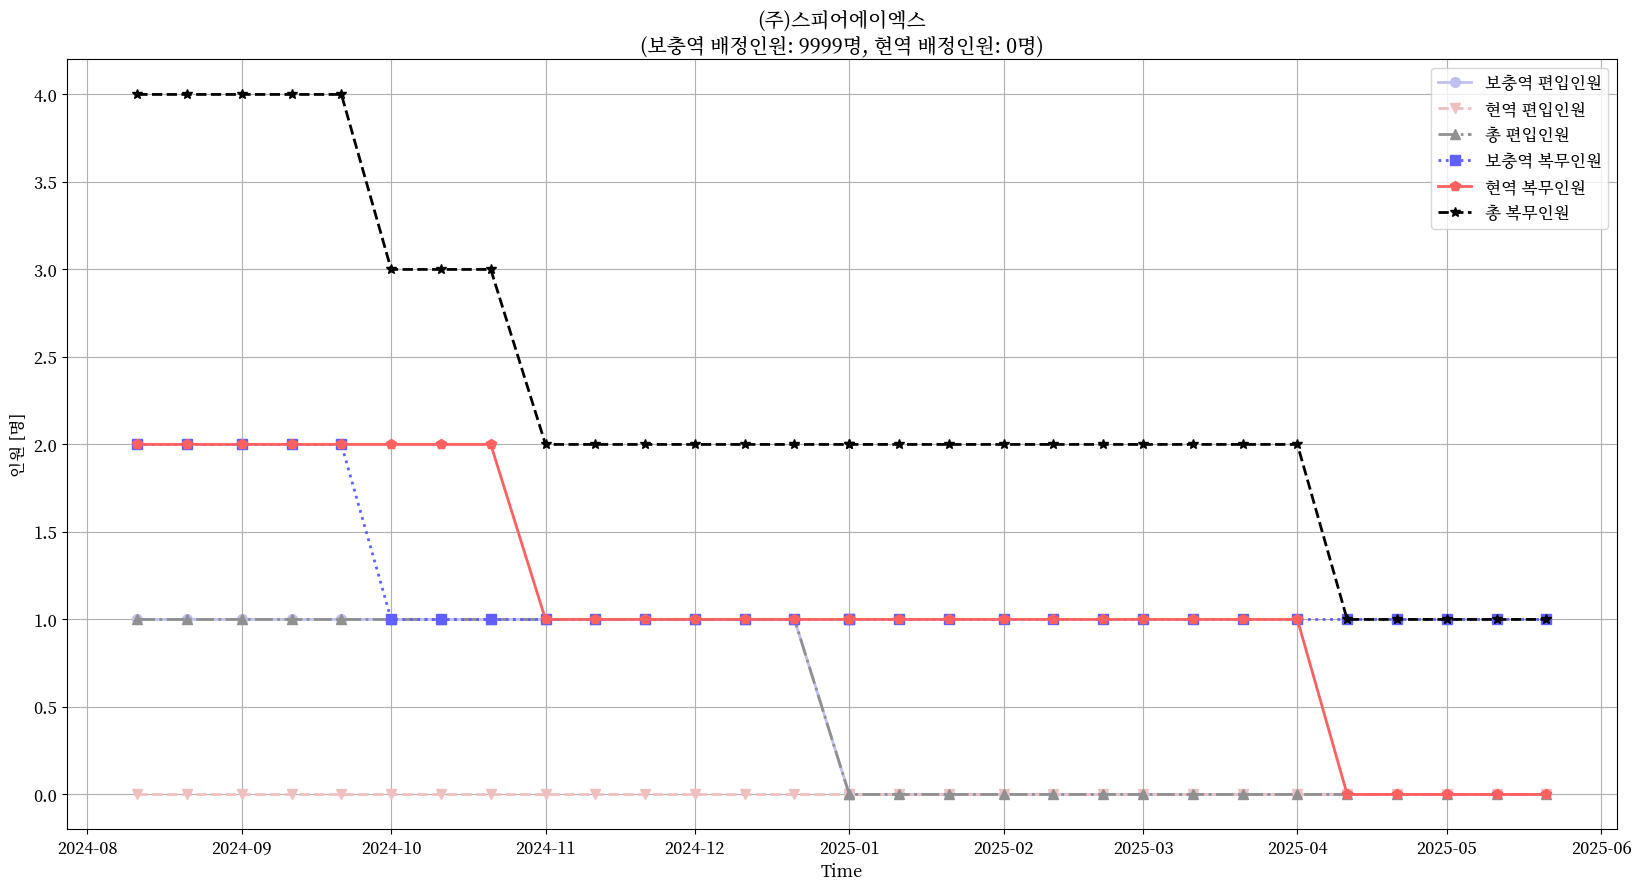 (주)스피어에이엑스
(보충역 배정인원: 9999명, 현역 배정인원: 0명)
보충역 편입인원
현역 편입인원
총 편입인원
보충역 복무인원
현역 복무인원
총 복무인원
인원 [명]
4.0
3.5
3.0
2.5
2.0
1.5
1.0
0.5
0.0
2024-08 2024-09 2024-10 2024-11 2024-12 2025-01 2025-02 2025-03 2025-04 2025-05 2025-06
Time